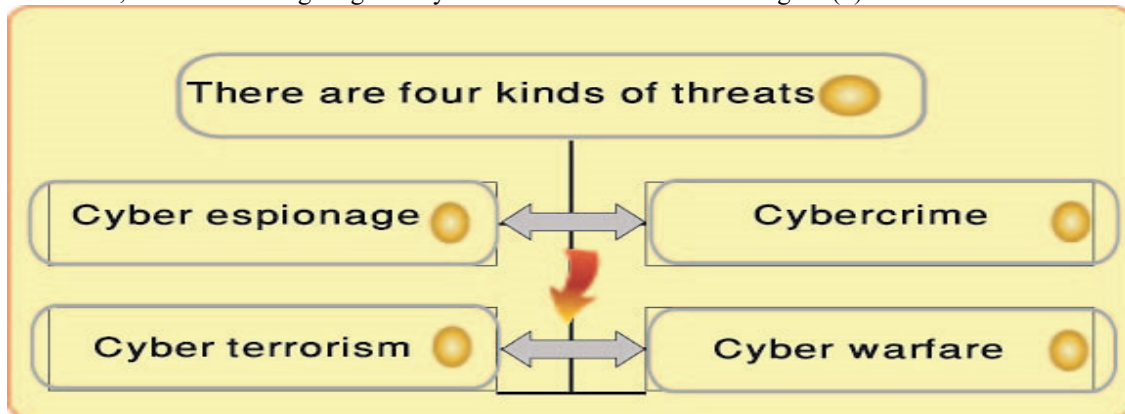 There are four kinds of threats
Cyber espionage
Cybercrime
Cyber terrorism
Cyber warfare